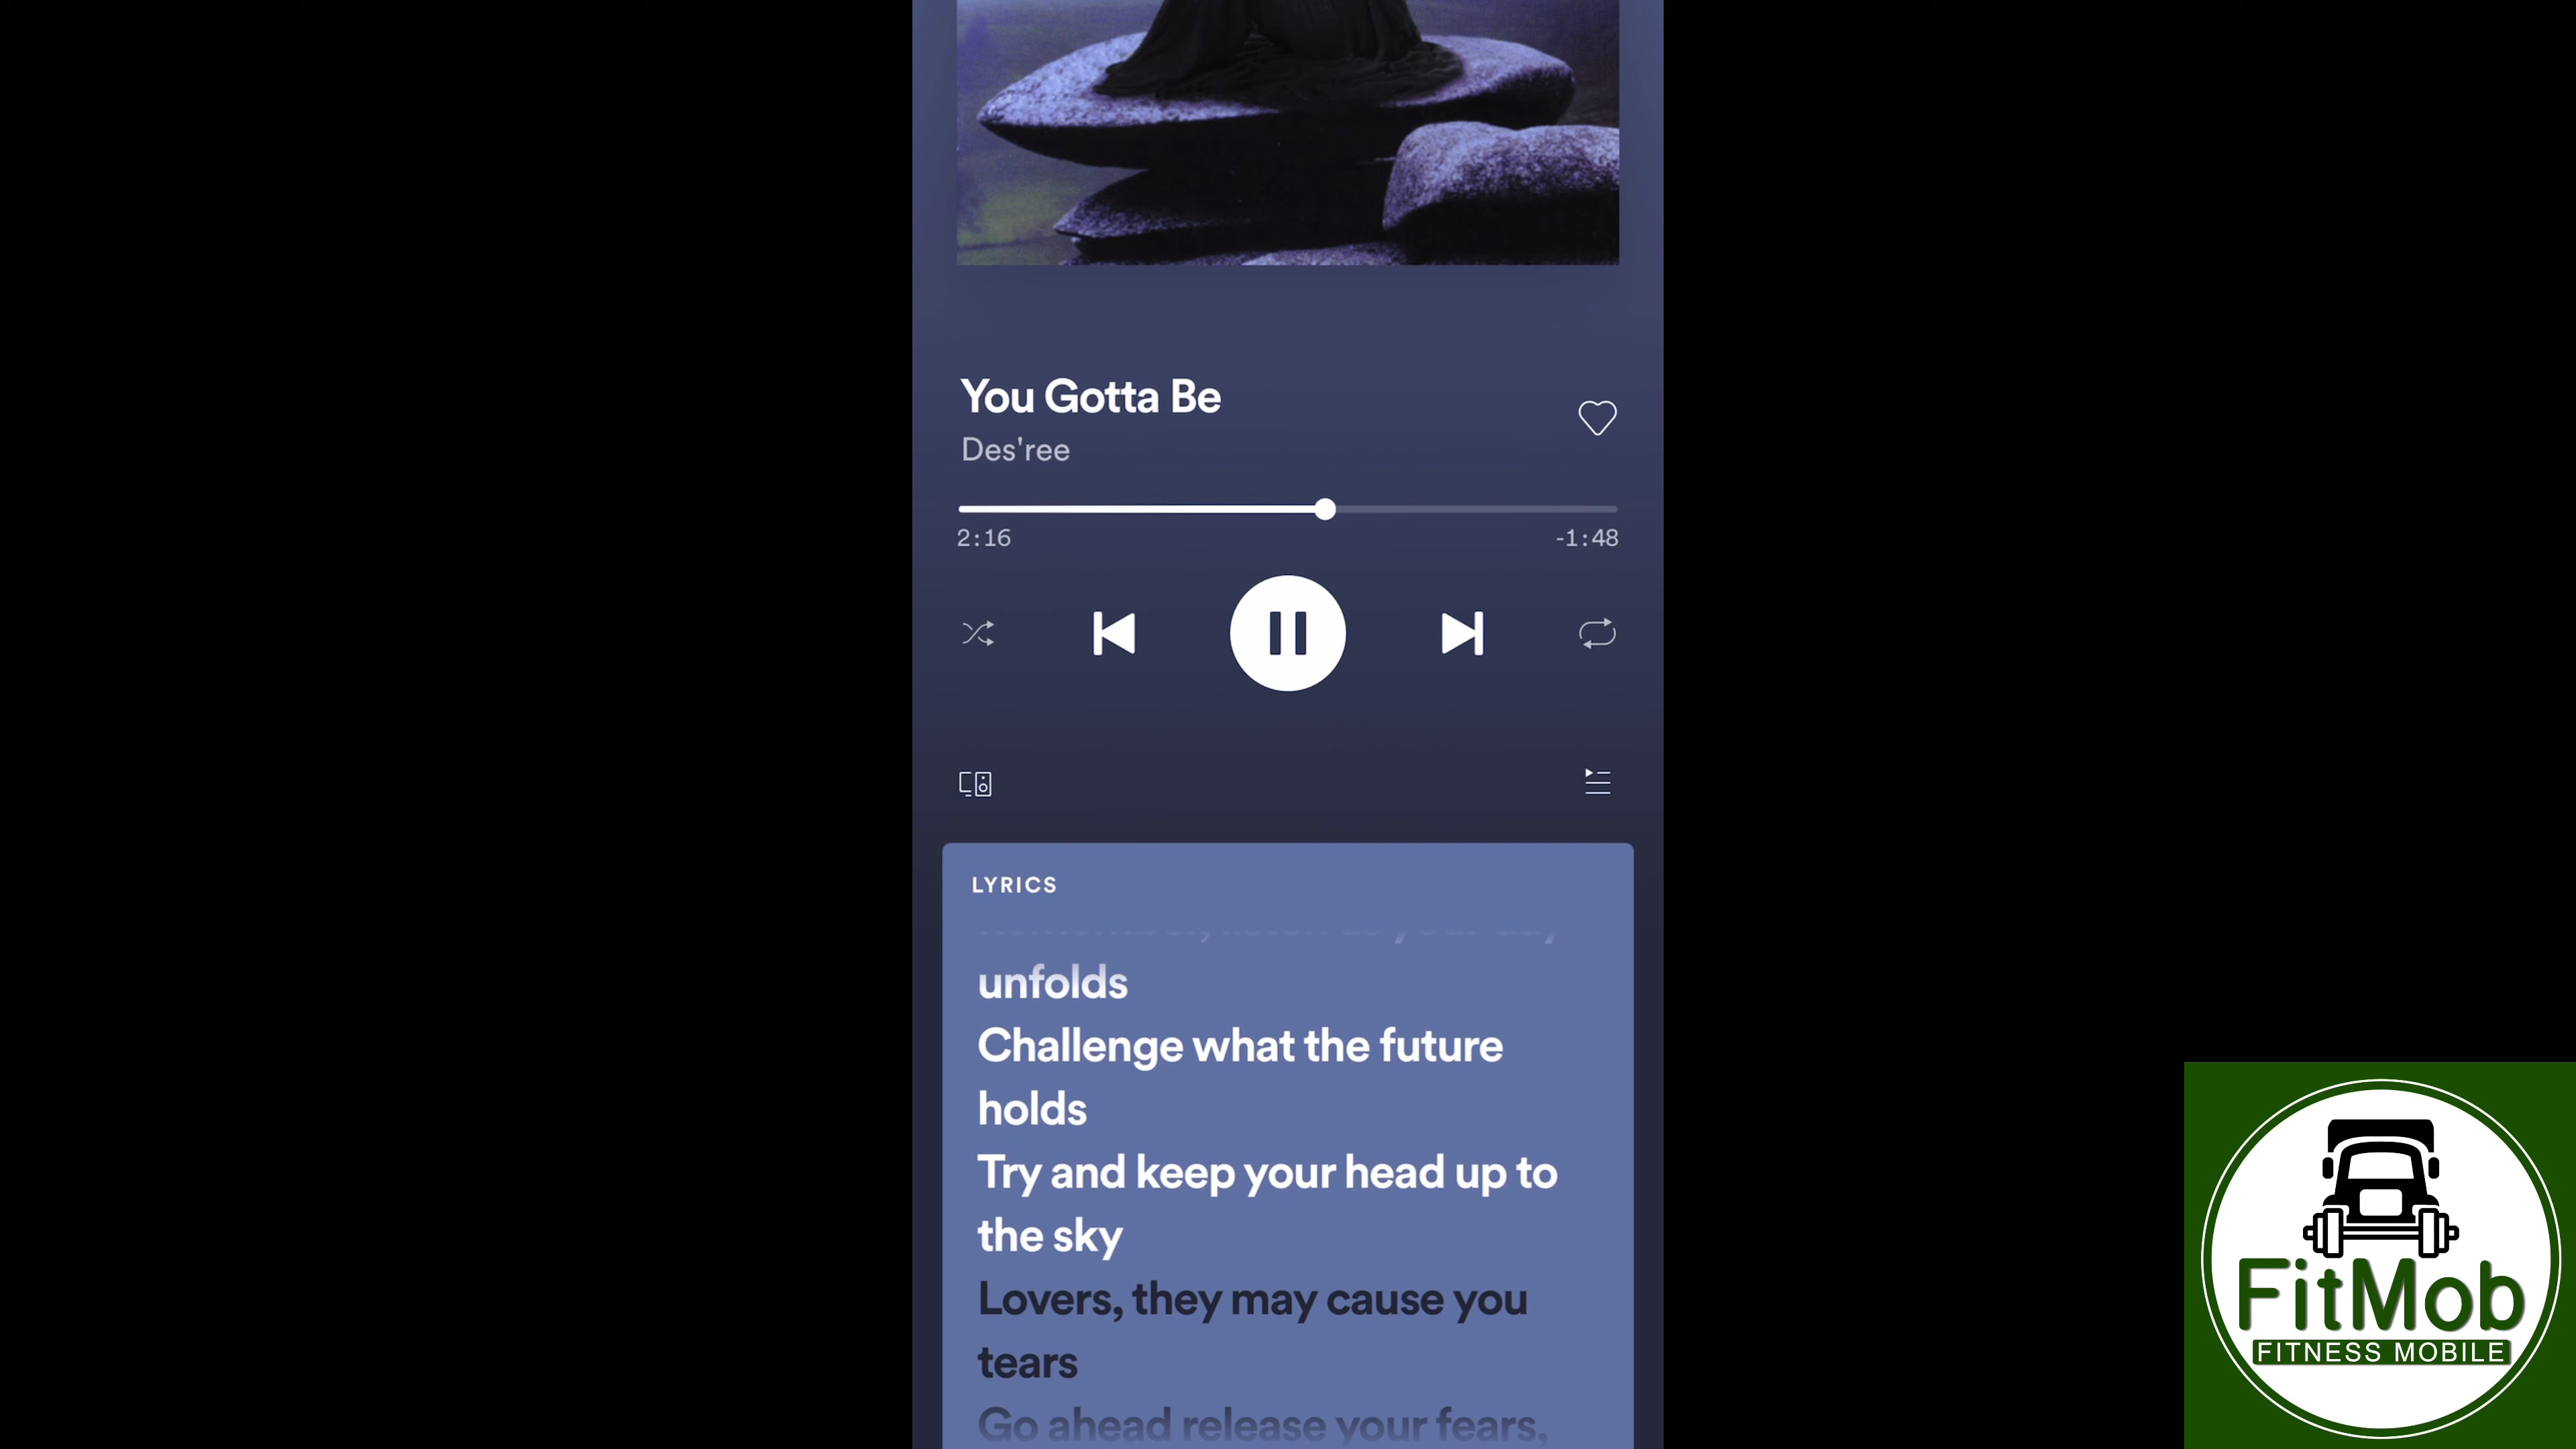 You Gotta Be
Des'ree
2:16
-1:48
LYRICS
unfolds
Challenge what the future
holds
Try and keep your head up to
the sky
Lovers, they may cause you
tears
Go ahead release your fears,
FitMob
FITNESS MOBILE